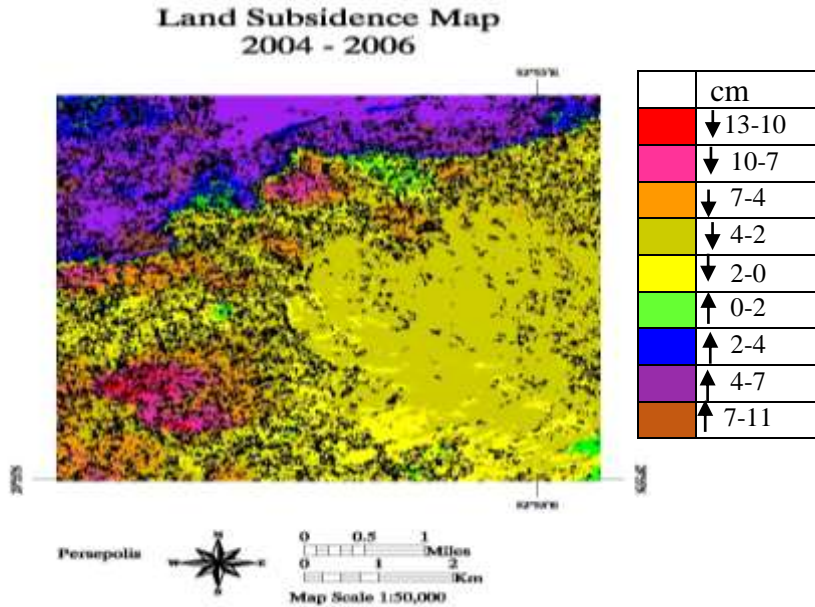 Land Subsidence Map
2004 - 2006
cm
↓ 13-10
↓ 10-7
↓ 7-4
↓ 4-2
↓ 2-0
↑ 0-2
↑ 2-4
↑ 4-7
↑ 7-11
Persepolis
N
W E
S
0 0.5 1
Miles
0 1 2
Km
Map Scale 1:50,000